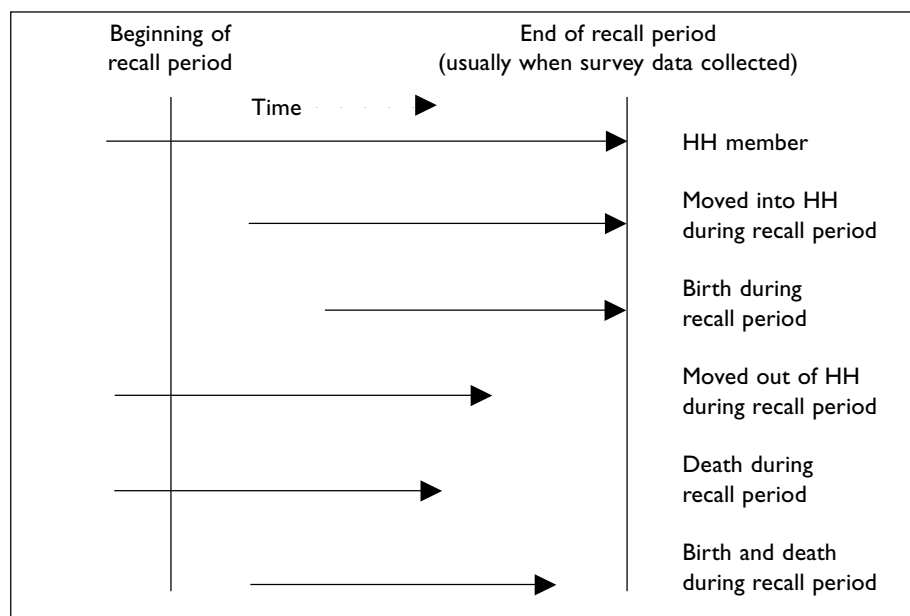 Beginning of
recall period
End of recall period
(usually when survey data collected)
Time
HH member
Moved into HH
during recall period
Birth during
recall period
Moved out of HH
during recall period
Death during
recall period
Birth and death
during recall period